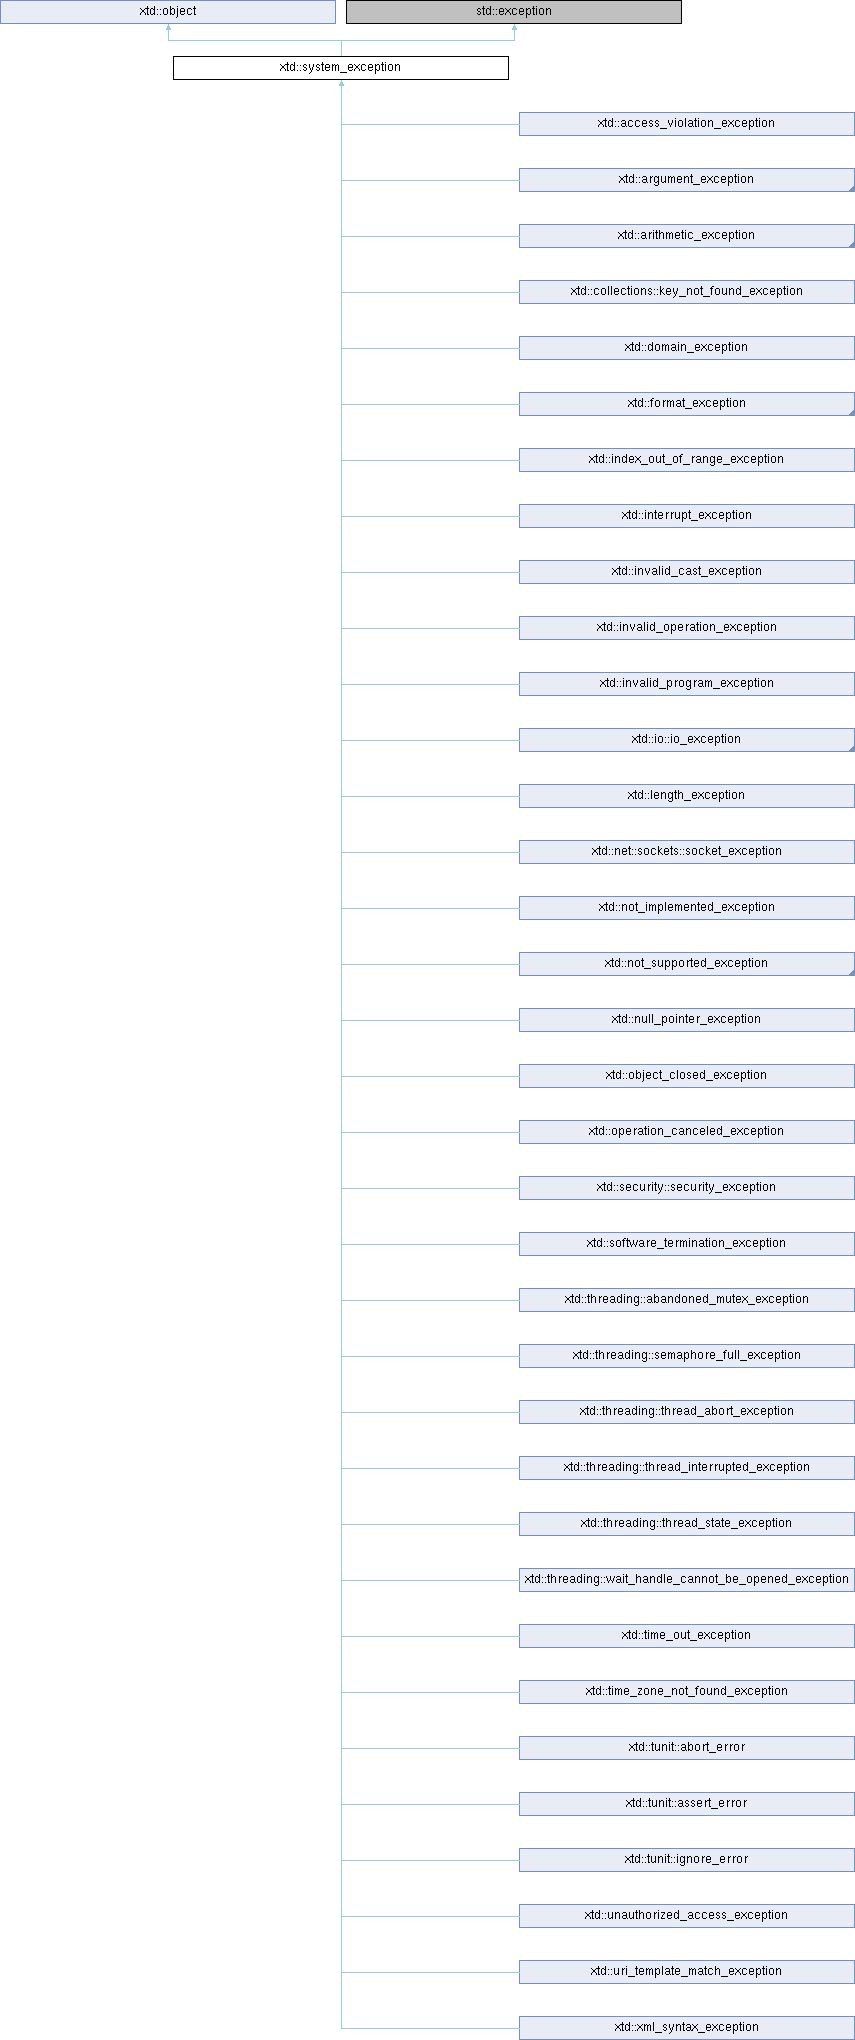 xtd::object
std::exception
xtd::system_exception
xtd::access_violation_exception
xtd::argument_exception
xtd::arithmetic_exception
xtd::collections::key_not_found_exception
xtd::domain_exception
xtd::format_exception
xtd::index_out_of_range_exception
xtd::interrupt_exception
xtd::invalid_cast_exception
xtd::invalid_operation_exception
xtd::invalid_program_exception
xtd::io::io_exception
xtd::length_exception
xtd::net::sockets::socket_exception
xtd::not_implemented_exception
xtd::not_supported_exception
xtd::null_pointer_exception
xtd::object_closed_exception
xtd::operation_canceled_exception
xtd::security::security_exception
xtd::software_termination_exception
xtd::threading::abandoned_mutex_exception
xtd::threading::semaphore_full_exception
xtd::threading::thread_abort_exception
xtd::threading::thread_interrupted_exception
xtd::threading::thread_state_exception
xtd::threading::wait_handle_cannot_be_opened_exception
xtd::time_out_exception
xtd::time_zone_not_found_exception
xtd::tunit::abort_error
xtd::tunit::assert_error
xtd::tunit::ignore_error
xtd::unauthorized_access_exception
xtd::uri_template_match_exception
xtd::xml_syntax_exception